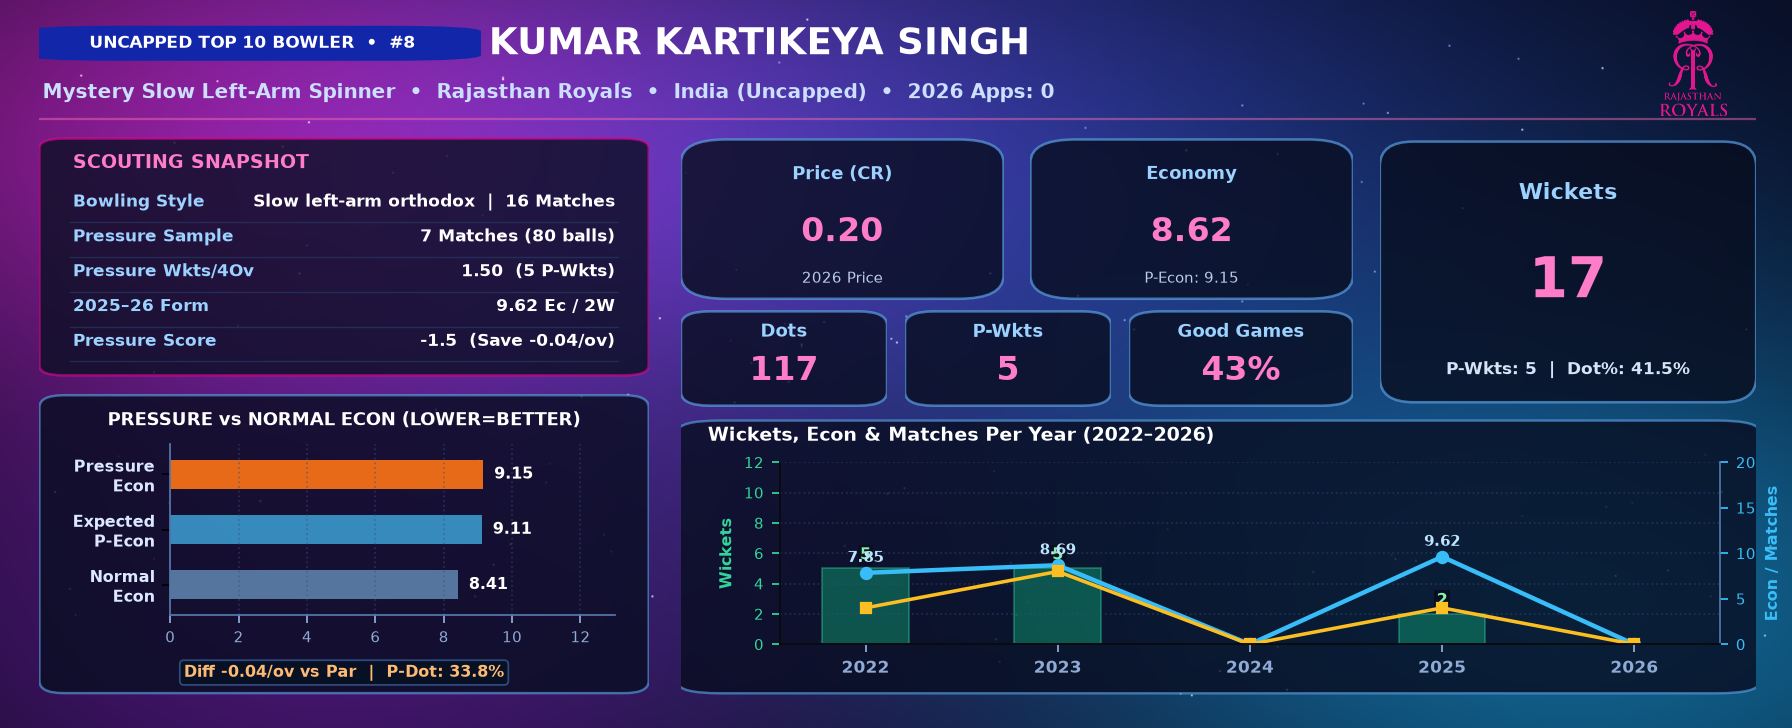 UNCAPPED TOP 10 BOWLER • #8
KUMAR KARTIKEYA SINGH
Mystery Slow Left-Arm Spinner • Rajasthan Royals • India (Uncapped) • 2026 Apps: 0
RAJASTHAN
ROYALS
SCOUTING SNAPSHOT
Bowling Style Slow left-arm orthodox | 16 Matches
Pressure Sample 7 Matches (80 balls)
Pressure Wkts/4Ov 1.50 (5 P-Wkts)
2025–26 Form 9.62 Ec / 2W
Pressure Score -1.5 (Save -0.04/ov)
Price (CR)
0.20
2026 Price
Economy
8.62
P-Econ: 9.15
Wickets
17
P-Wkts: 5 | Dot%: 41.5%
Dots
117
P-Wkts
5
Good Games
43%
PRESSURE vs NORMAL ECON (LOWER=BETTER)
Pressure
Econ
9.15
Expected
P-Econ
9.11
Normal
Econ
8.41
0 2 4 6 8 10 12
Diff -0.04/ov vs Par | P-Dot: 33.8%
Wickets, Econ & Matches Per Year (2022–2026)
Wickets
12
10
8
6
4
2
0
7.85
5
8.69
5
9.62
2
20
15
10
5
0
Econ / Matches
2022 2023 2024 2025 2026